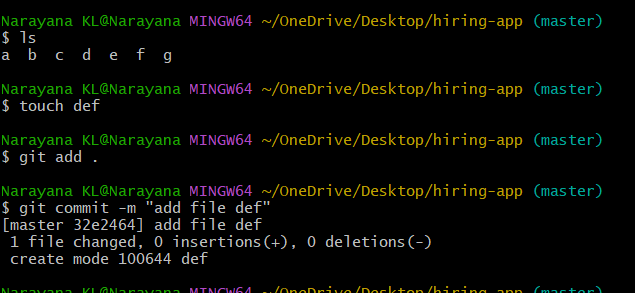 Narayana KL@Narayana MINGW64 ~/OneDrive/Desktop/hiring-app (master)
$ ls
a  b  c  d  e  f  g
Narayana KL@Narayana MINGW64 ~/OneDrive/Desktop/hiring-app (master)
$ touch def
Narayana KL@Narayana MINGW64 ~/OneDrive/Desktop/hiring-app (master)
$ git add .
Narayana KL@Narayana MINGW64 ~/OneDrive/Desktop/hiring-app (master)
$ git commit -m "add file def"
[master 32e2464] add file def
 1 file changed, 0 insertions(+), 0 deletions(-)
 create mode 100644 def